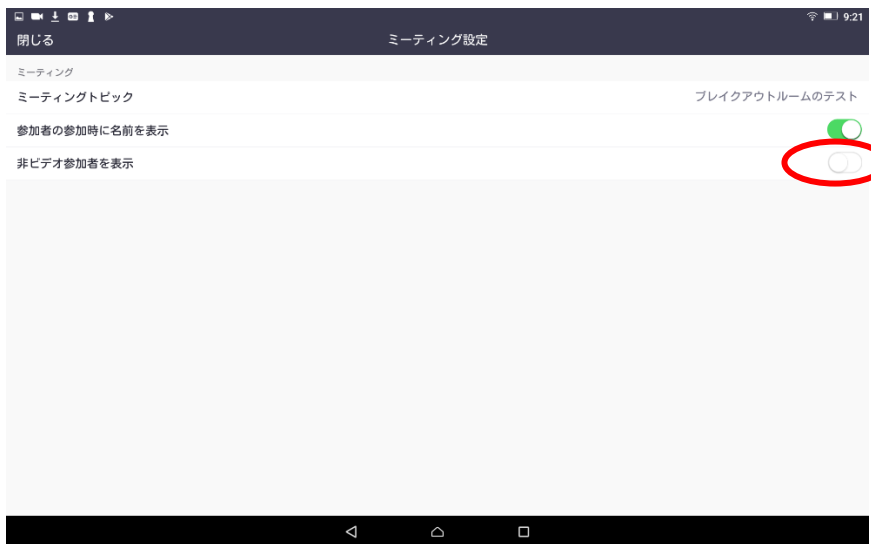 9:21
閉じる ミーティング設定
ミーティング
ミーティングトピック ブレイクアウトルームのテスト
参加者の参加時に名前を表示
非ビデオ参加者を表示